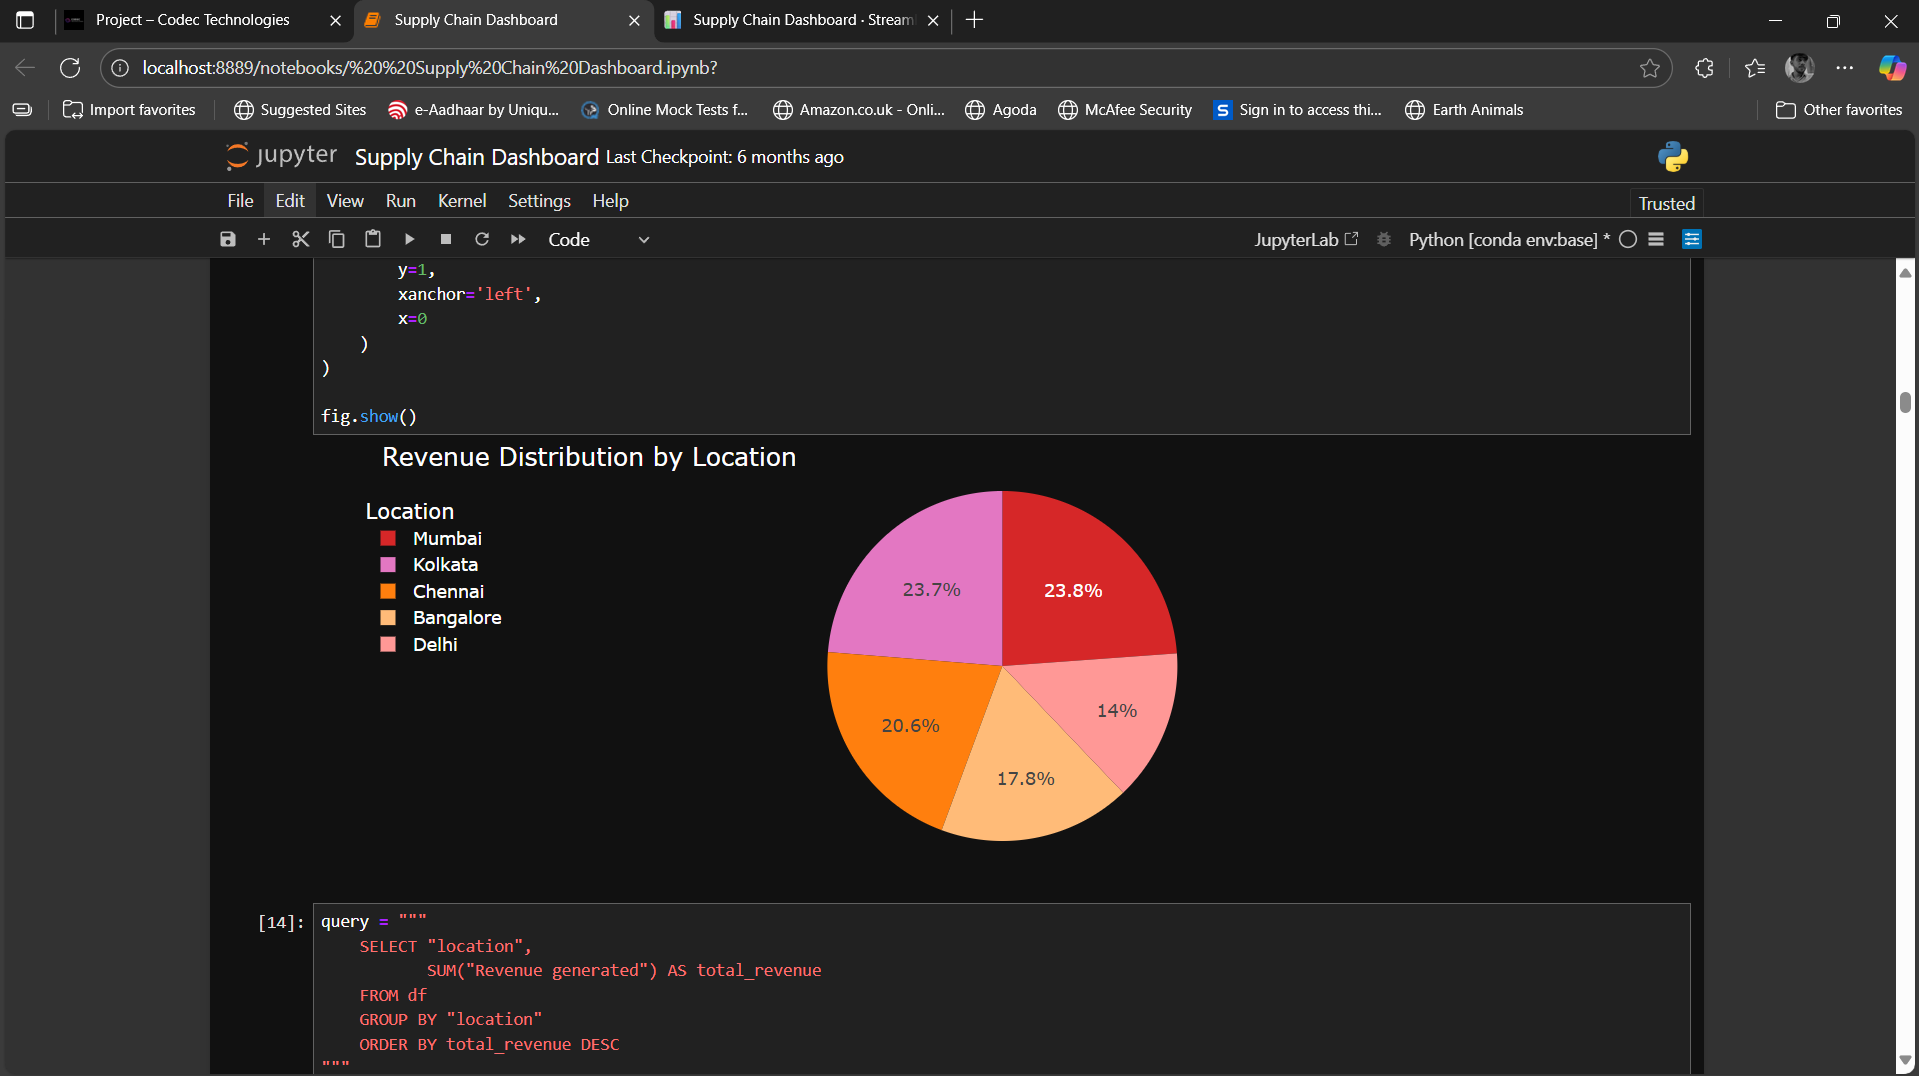 Project – Codec Technologies
Supply Chain Dashboard
Supply Chain Dashboard · Stream
localhost:8889/notebooks/%20%20Supply%20Chain%20Dashboard.ipynb?
Import favorites
Suggested Sites
e-Aadhaar by Uniqu...
Online Mock Tests f...
Amazon.co.uk - Onli...
Agoda
McAfee Security
S Sign in to access thi...
Earth Animals
Other favorites
jupyter Supply Chain Dashboard Last Checkpoint: 6 months ago
File Edit View Run Kernel Settings Help
Trusted
Code
JupyterLab
Python [conda env:base] *
y=1,
xanchor='left',
x=0
)
)
fig.show()
Revenue Distribution by Location
Location
Mumbai
Kolkata
Chennai
Bangalore
Delhi
23.7%
23.8%
14%
20.6%
17.8%
[14]: query = """
SELECT "location",
SUM("Revenue generated") AS total_revenue
FROM df
GROUP BY "location"
ORDER BY total_revenue DESC
"""